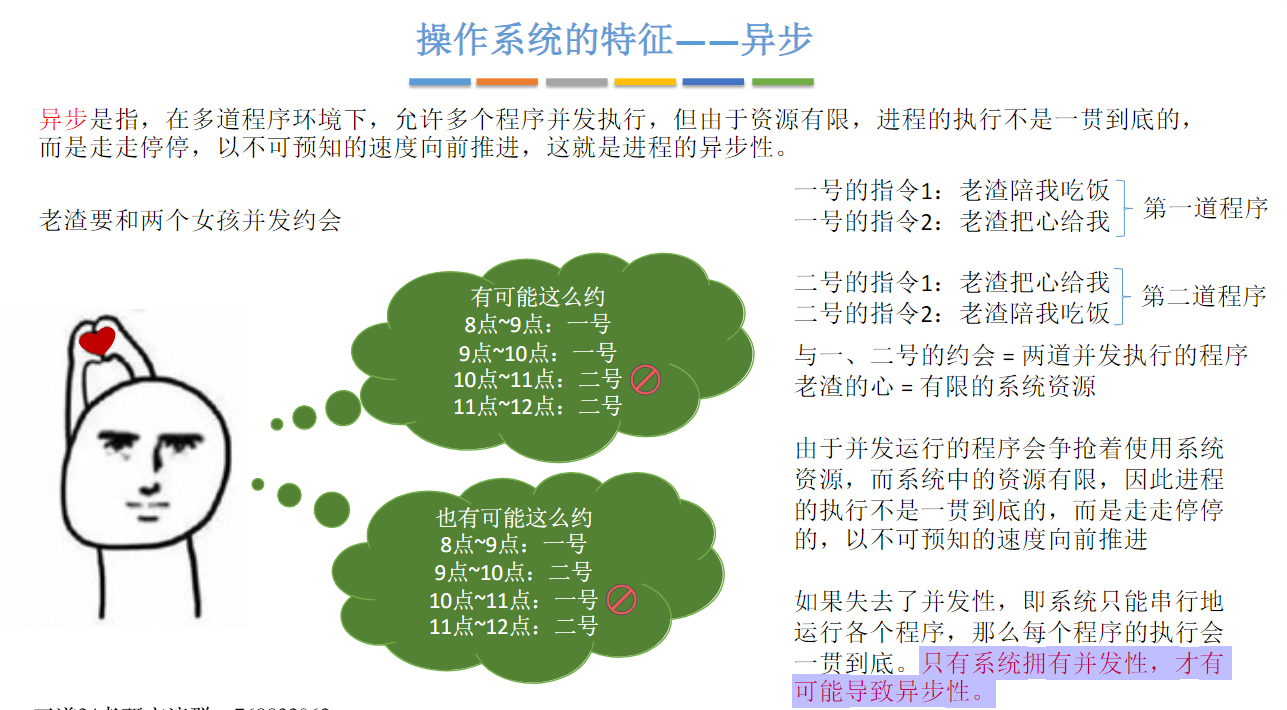 操作系统的特征——异步
异步是指，在多道程序环境下，允许多个程序并发执行，但由于资源有限，进程的执行不是一贯到底的，
而是走走停停，以不可预知的速度向前推进，这就是进程的异步性。
老渣要和两个女孩并发约会
有可能这么约
8点~9点：一号
9点~10点：一号
10点~11点：二号
11点~12点：二号
也有可能这么约
8点~9点：一号
9点~10点：二号
10点~11点：一号
11点~12点：二号
一号的指令1：老渣陪我吃饭
一号的指令2：老渣把心给我
第一道程序
二号的指令1：老渣把心给我
二号的指令2：老渣陪我吃饭
第二道程序
与一、二号的约会 = 两道并发执行的程序
老渣的心 = 有限的系统资源
由于并发运行的程序会争抢着使用系统
资源，而系统中的资源有限，因此进程
的执行不是一贯到底的，而是走走停停
的，以不可预知的速度向前推进
如果失去了并发性，即系统只能串行地
运行各个程序，那么每个程序的执行会
一贯到底。只有系统拥有并发性，才有
可能导致异步性。